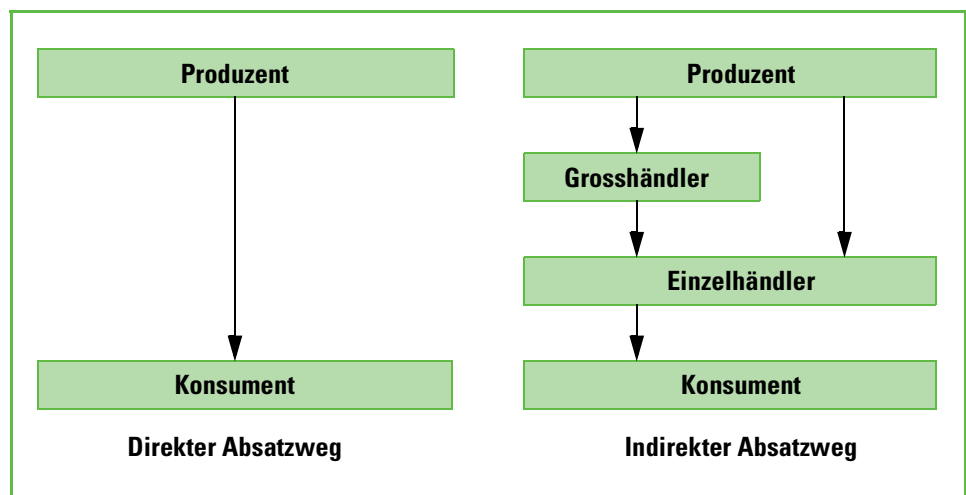 Produzent
Konsument
Direkter Absatzweg
Produzent
Grosshändler
Einzelhändler
Konsument
Indirekter Absatzweg